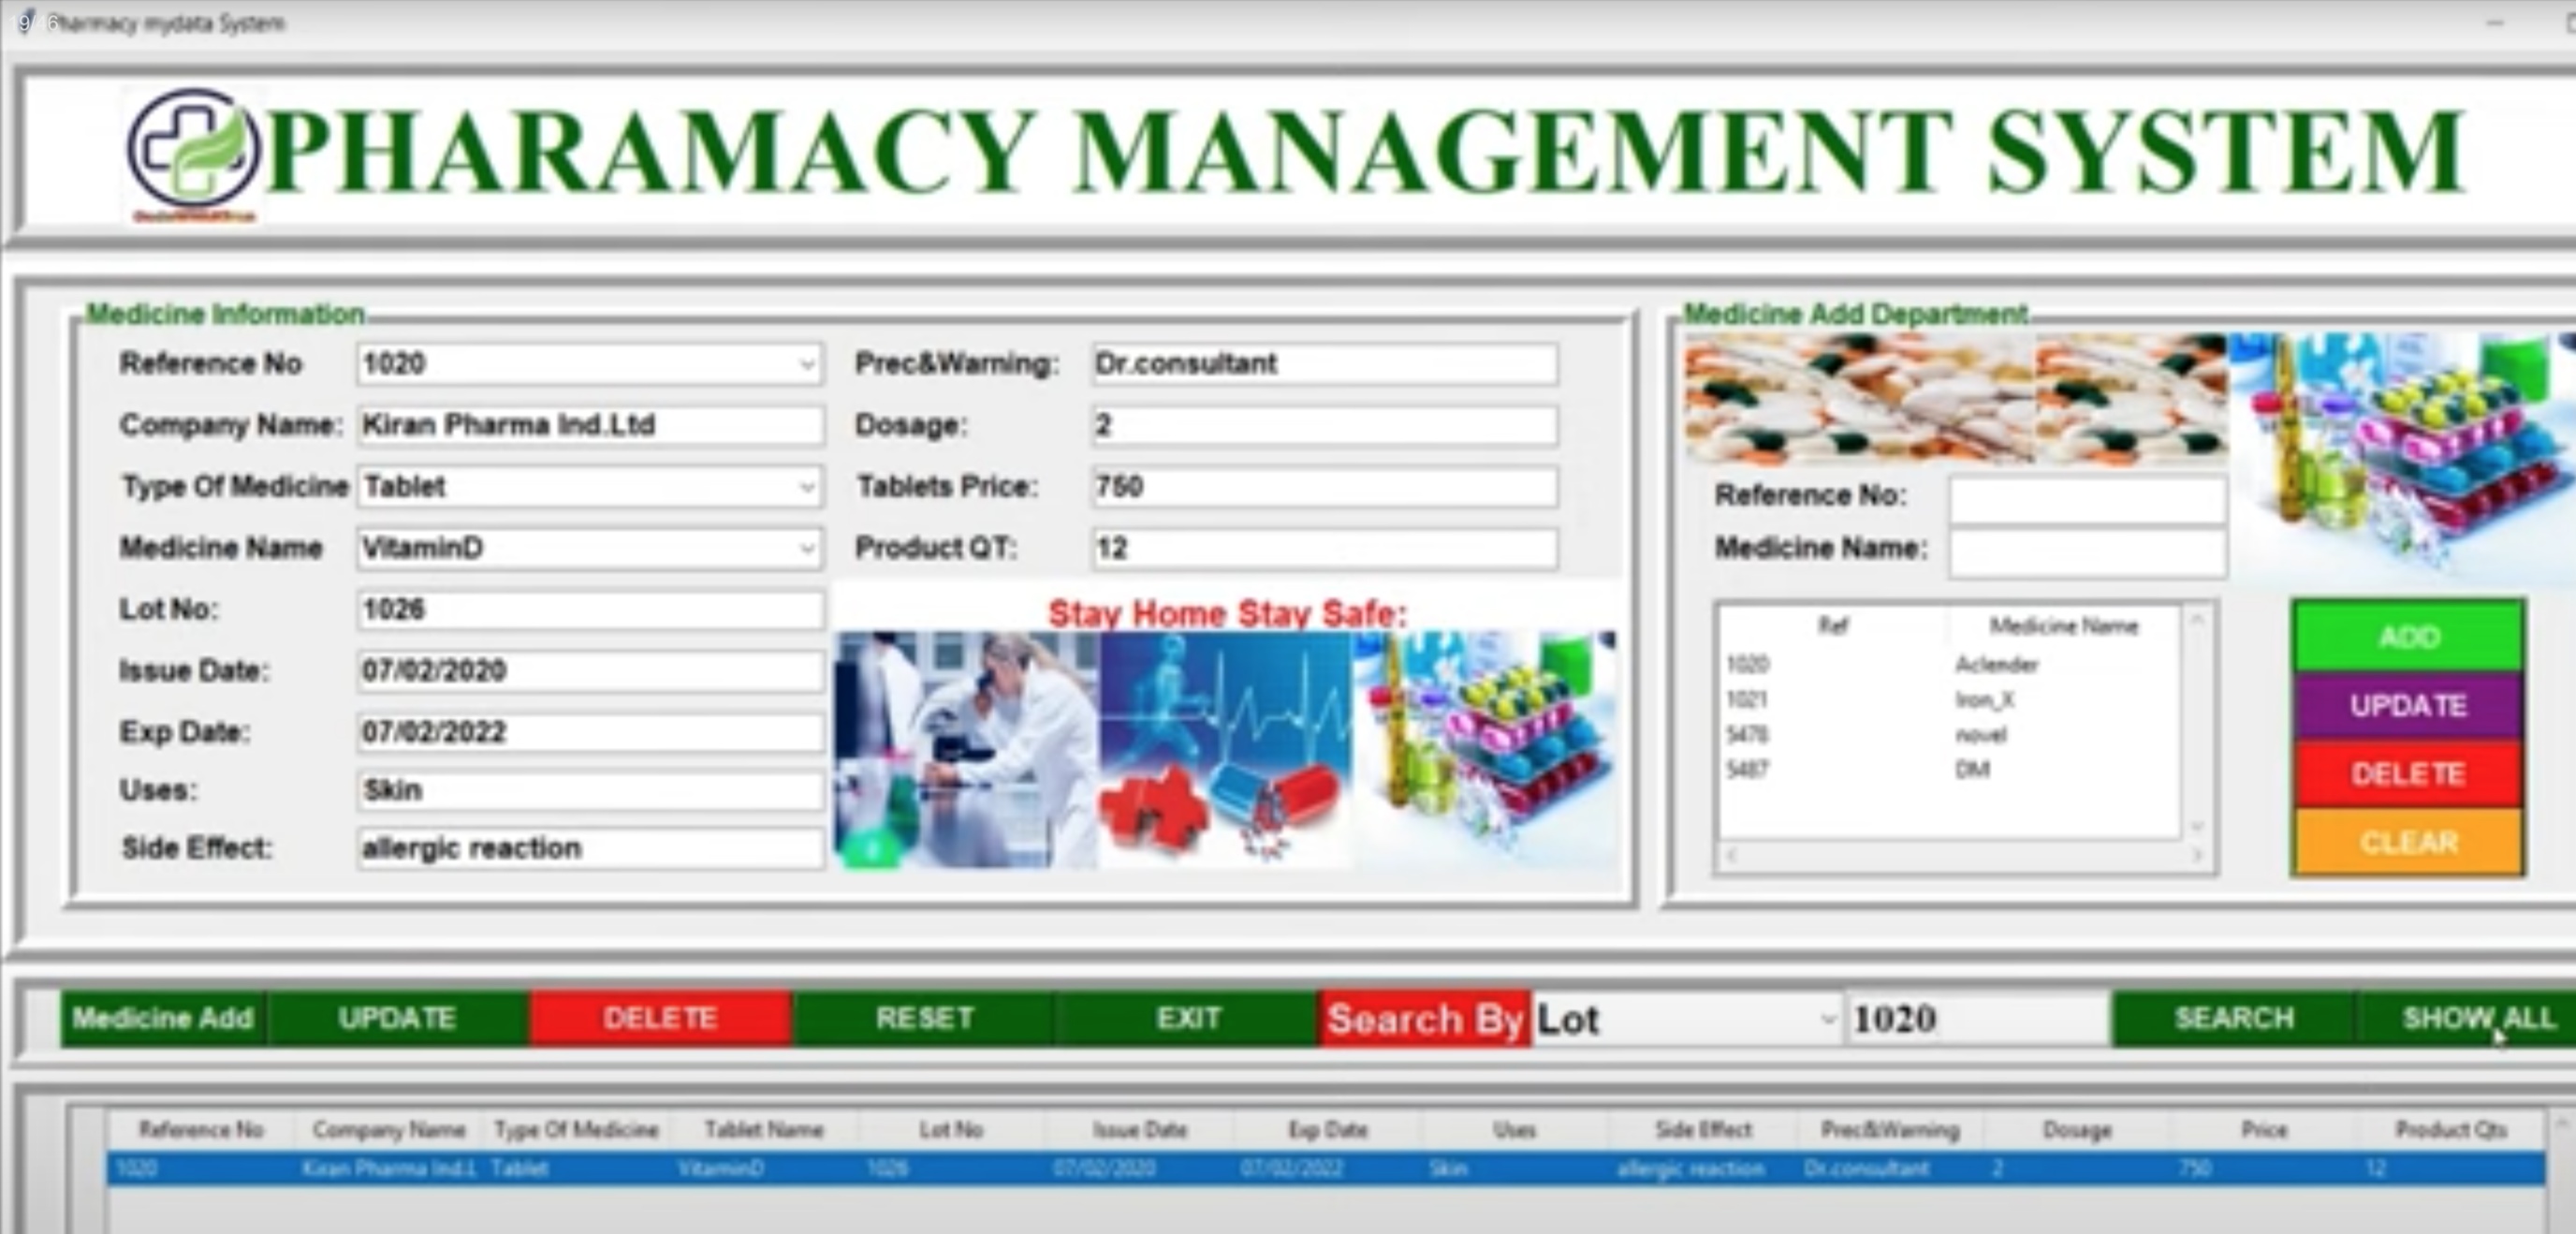 Pharmacy mydata System
PHARAMACY MANAGEMENT SYSTEM
Medicine Information
Reference No 1020
Company Name: Kiran Pharma Ind.Ltd
Type Of Medicine Tablet
Medicine Name VitaminD
Lot No: 1026
Issue Date: 07/02/2020
Exp Date: 07/02/2022
Uses: Skin
Side Effect: allergic reaction
Prec&Warning: Dr.consultant
Dosage: 2
Tablets Price: 750
Product QT: 12
Stay Home Stay Safe:
Medicine Add Department
Reference No:
Medicine Name:
Ref Medicine Name
1020 Aclender
1021 Iron_X
5478 novel
5487 DM
ADD
UPDATE
DELETE
CLEAR
Medicine Add UPDATE DELETE RESET EXIT Search By Lot 1020 SEARCH SHOW ALL
Reference No Company Name Type Of Medicine Tablet Name Lot No Issue Date Exp Date Uses Side Effect Prec&Warning Dosage Price Product Qts
1020 Kiran Pharma Ind.L Tablet VitaminD 1026 07/02/2020 07/02/2022 Skin allergic reaction Dr.consultant 2 750 12